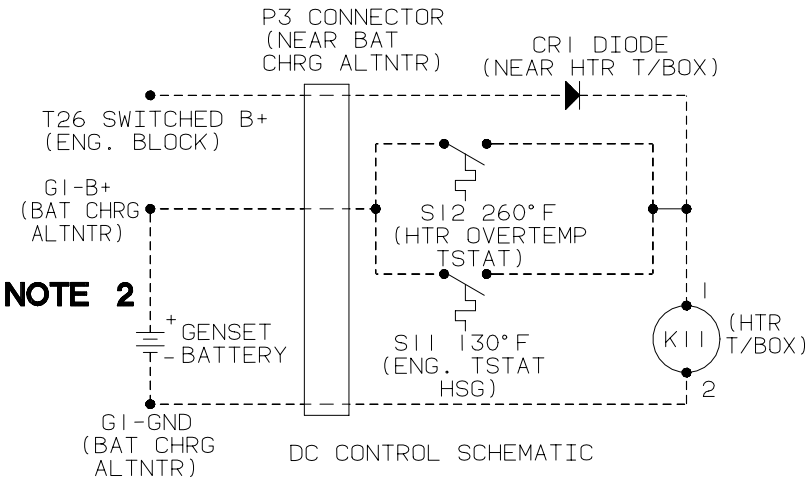 P3 CONNECTOR
(NEAR BAT
CHRG ALTNTR)
CR1 DIODE
(NEAR HTR T/BOX)
T26 SWITCHED B+
(ENG. BLOCK)
G1-B+
(BAT CHRG
ALTNTR)
S12 260°F
(HTR OVERTEMP
TSTAT)
NOTE 2
+
GENSET
- BATTERY
S11 130°F
(ENG. TSTAT
HSG)
1
K11
(HTR
T/BOX)
2
G1-GND
(BAT CHRG
ALTNTR)
DC CONTROL SCHEMATIC